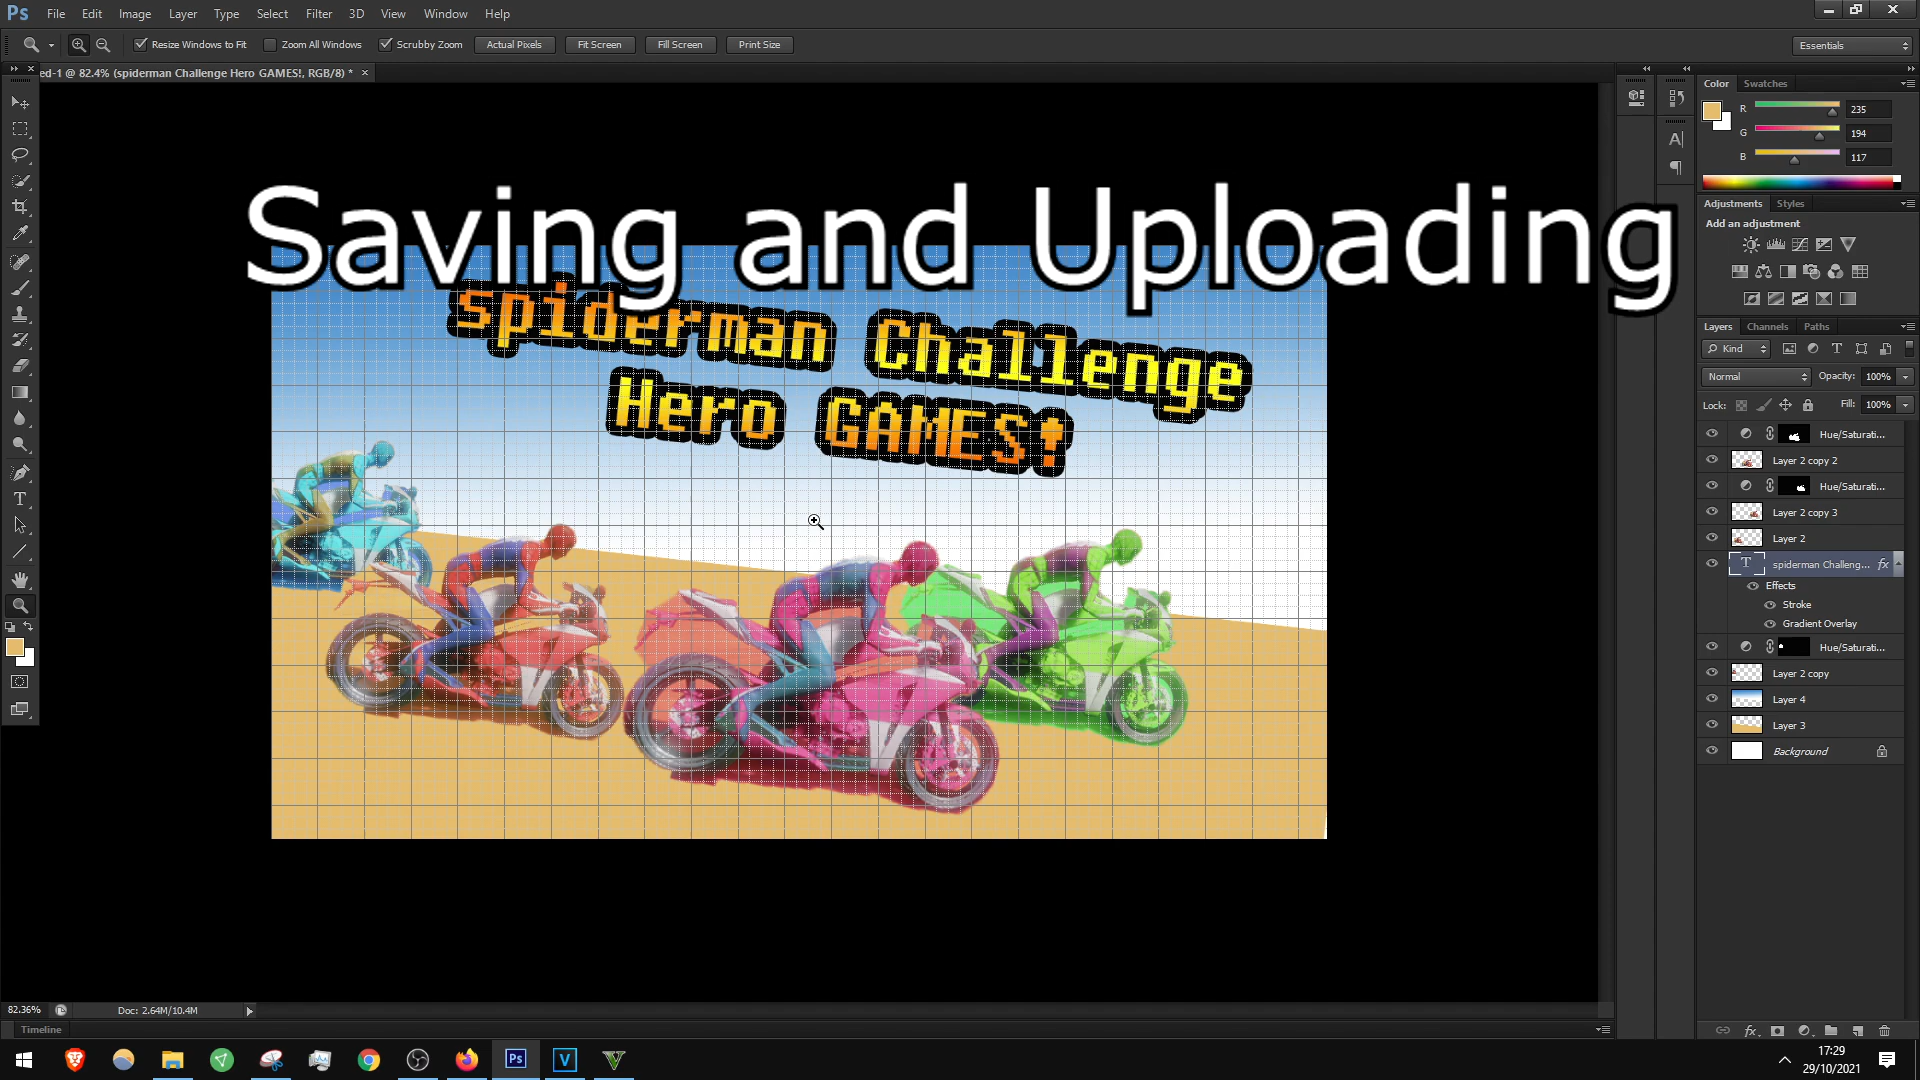 Ps File Edit Image Layer Type Select Filter 3D View Window Help
Resize Windows to Fit Zoom All Windows Scrubby Zoom Actual Pixels Fit Screen Fill Screen Print Size Essentials
ed-1 @ 82.4% (spiderman Challenge Hero GAMES!, RGB/8) *
Saving and Uploading
spiderman Challenge
Hero GAMES!
Color Swatches
R 235
G 194
B 117
Adjustments Styles
Add an adjustment
Layers Channels Paths
Kind
Normal Opacity: 100%
Lock: Fill: 100%
Hue/Saturati...
Layer 2 copy 2
Hue/Saturati...
Layer 2 copy 3
Layer 2
spiderman Challeng... fx
Effects
Stroke
Gradient Overlay
Hue/Saturati...
Layer 2 copy
Layer 4
Layer 3
Background
82.36% Doc: 2.64M/10.4M
Timeline
Ps V V
17:29
29/10/2021